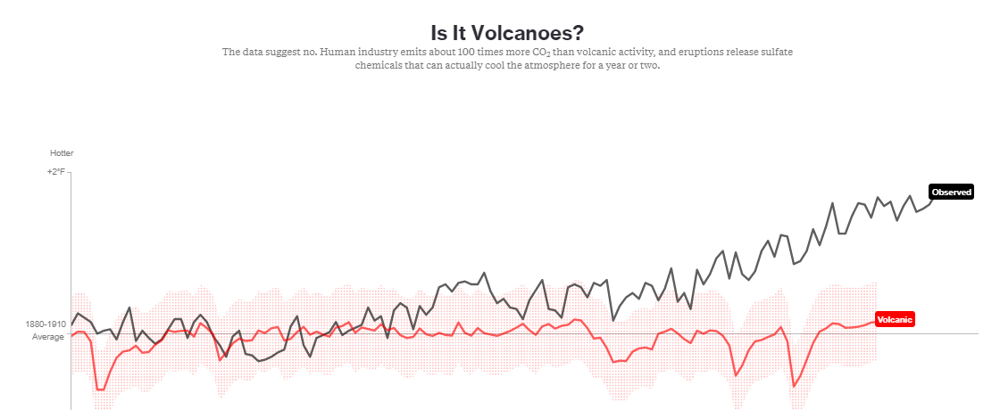 Is It Volcanoes?
The data suggest no. Human industry emits about 100 times more CO₂ than volcanic activity, and eruptions release sulfate
chemicals that can actually cool the atmosphere for a year or two.
Hotter
+2°F
Observed
1880-1910
Average
Volcanic